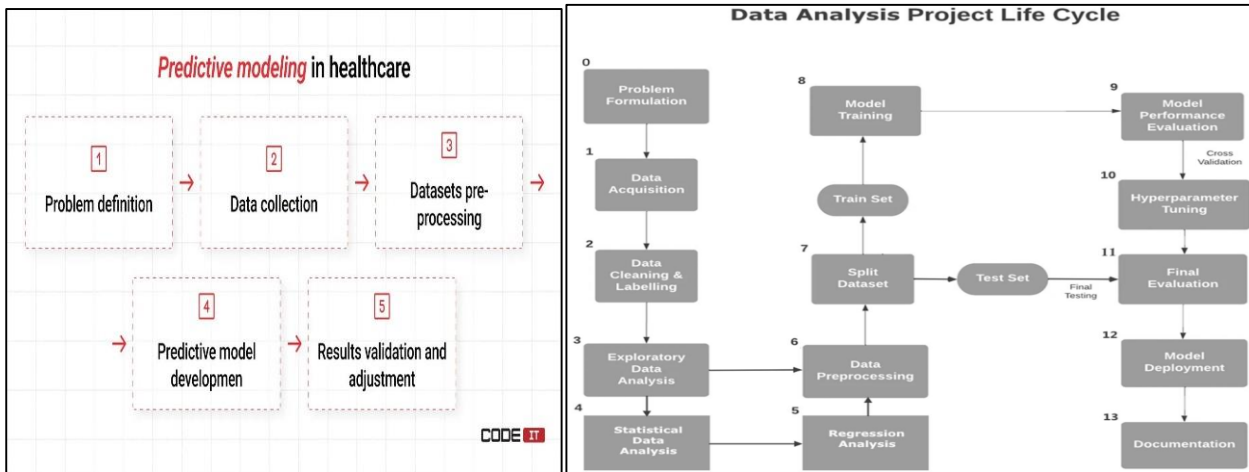 Predictive modeling in healthcare
1
Problem definition
2
Data collection
3
Datasets pre-
processing
4
Predictive model
developmen
5
Results validation and
adjustment
CODE IT
Data Analysis Project Life Cycle
0
Problem
Formulation
1
Data
Acquisition
2
Data
Cleaning &
Labelling
3
Exploratory
Data
Analysis
4
Statistical
Data
Analysis
5
Regression
Analysis
6
Data
Preprocessing
7
Split
Dataset
Train Set
Test Set
Final
Testing
8
Model
Training
9
Model
Performance
Evaluation
Cross
Validation
10
Hyperparameter
Tuning
11
Final
Evaluation
12
Model
Deployment
13
Documentation